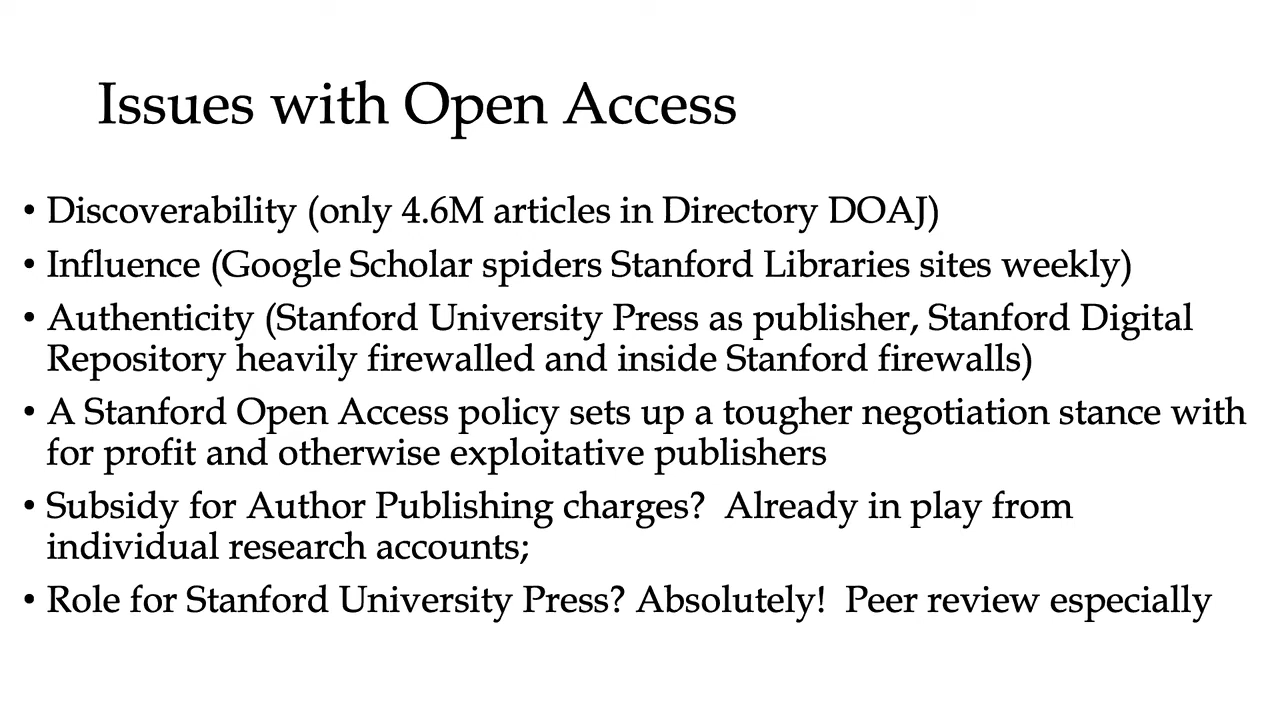 Issues with Open Access
• Discoverability (only 4.6M articles in Directory DOAJ)
• Influence (Google Scholar spiders Stanford Libraries sites weekly)
• Authenticity (Stanford University Press as publisher, Stanford Digital
Repository heavily firewalled and inside Stanford firewalls)
• A Stanford Open Access policy sets up a tougher negotiation stance with
for profit and otherwise exploitative publishers
• Subsidy for Author Publishing charges?  Already in play from
individual research accounts;
• Role for Stanford University Press? Absolutely!  Peer review especially